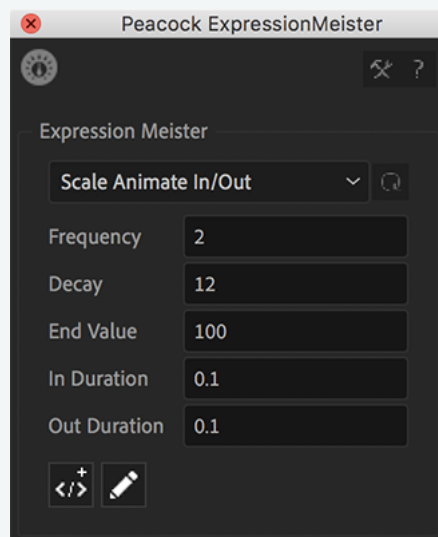 Peacock ExpressionMeister
?
Expression Meister
Scale Animate In/Out
Frequency 2
Decay 12
End Value 100
In Duration 0.1
Out Duration 0.1
</>+